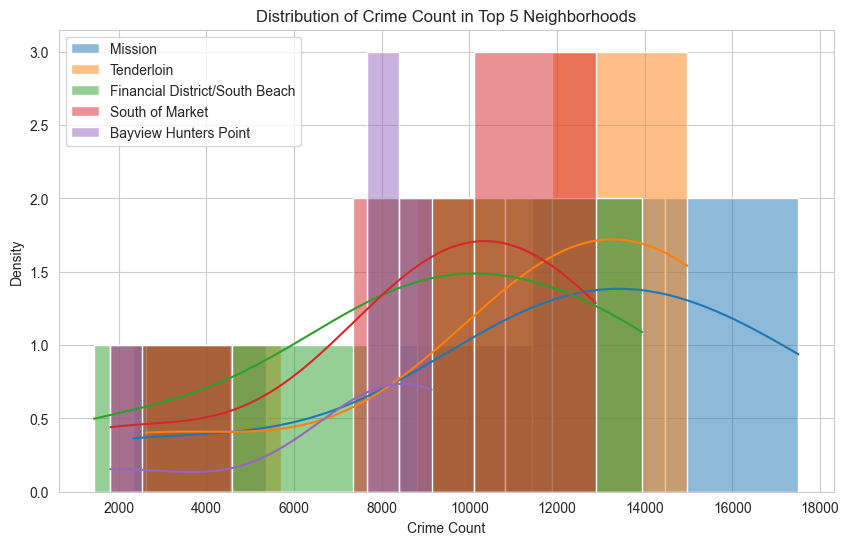 Distribution of Crime Count in Top 5 Neighborhoods
Mission
Tenderloin
Financial District/South Beach
South of Market
Bayview Hunters Point
Density
3.0
2.5
2.0
1.5
1.0
0.5
0.0
2000 4000 6000 8000 10000 12000 14000 16000 18000
Crime Count